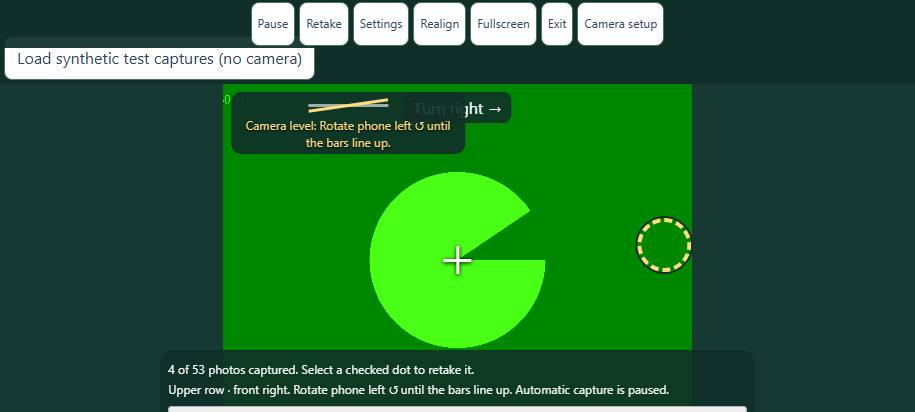 Pause Retake Settings Realign Fullscreen Exit Camera setup
Load synthetic test captures (no camera)
Turn right →
Camera level: Rotate phone left ↺ until
the bars line up.
4 of 53 photos captured. Select a checked dot to retake it.
Upper row · front right. Rotate phone left ↺ until the bars line up. Automatic capture is paused.